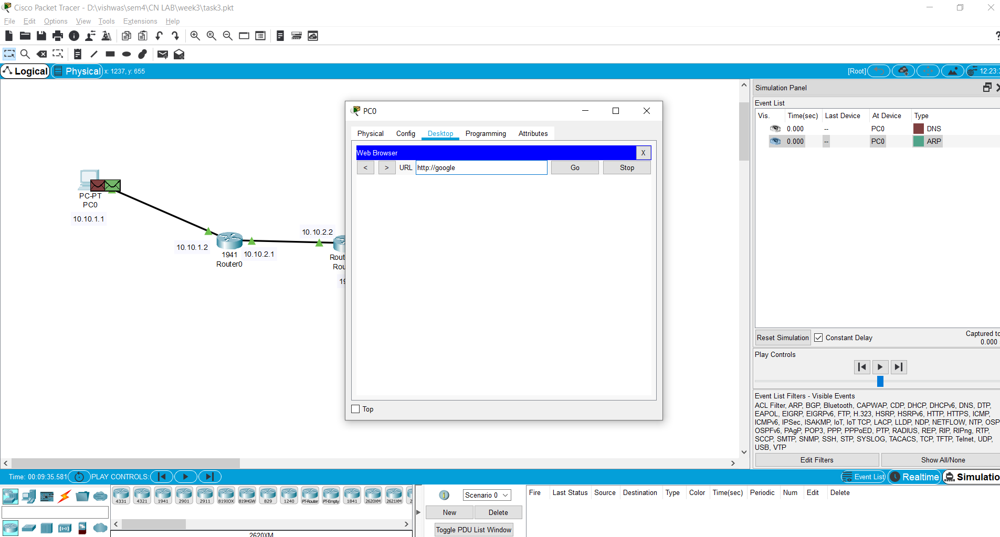 Cisco Packet Tracer - D:\vishwas\sem4\CN LAB\week3\task3.pkt
File Edit Options View Tools Extensions Help
?
Logical Physical x: 1237, y: 655 [Root] 12:23:3
Simulation Panel
Event List
Vis. Time(sec) Last Device At Device Type
0.000 -- PC0 DNS
0.000 -- PC0 ARP
PC-PT
PC0
10.10.1.1
10.10.1.2
1941
Router0
10.10.2.1
10.10.2.2
Rout
Rou
19
PC0
Physical Config Desktop Programming Attributes
Web Browser X
< > URL http://google Go Stop
Top
Reset Simulation Constant Delay Captured to
0.000
Play Controls
Event List Filters - Visible Events
ACL Filter, ARP, BGP, Bluetooth, CAPWAP, CDP, DHCP, DHCPv6, DNS, DTP,
EAPOL, EIGRP, EIGRPv6, FTP, H.323, HSRP, HSRPv6, HTTP, HTTPS, ICMP,
ICMPv6, IPSec, ISAKMP, IoT, IoT TCP, LACP, LLDP, NDP, NETFLOW, NTP, OSP
OSPFv6, PAgP, POP3, PPP, PPPoED, PTP, RADIUS, REP, RIP, RIPng, RTP,
SCCP, SMTP, SNMP, SSH, STP, SYSLOG, TACACS, TCP, TFTP, Telnet, UDP,
USB, VTP
Edit Filters Show All/None
Time: 00:09:35.581 PLAY CONTROLS: Event List Realtime Simulatio
4331 4321 1941 2901 2911 819IOX 819HGW 829 1240 PT-Router PT-Empty 1841 2620XM 2621XM 2
2620XM
1 Scenario 0
New Delete
Toggle PDU List Window
Fire Last Status Source Destination Type Color Time(sec) Periodic Num Edit Delete